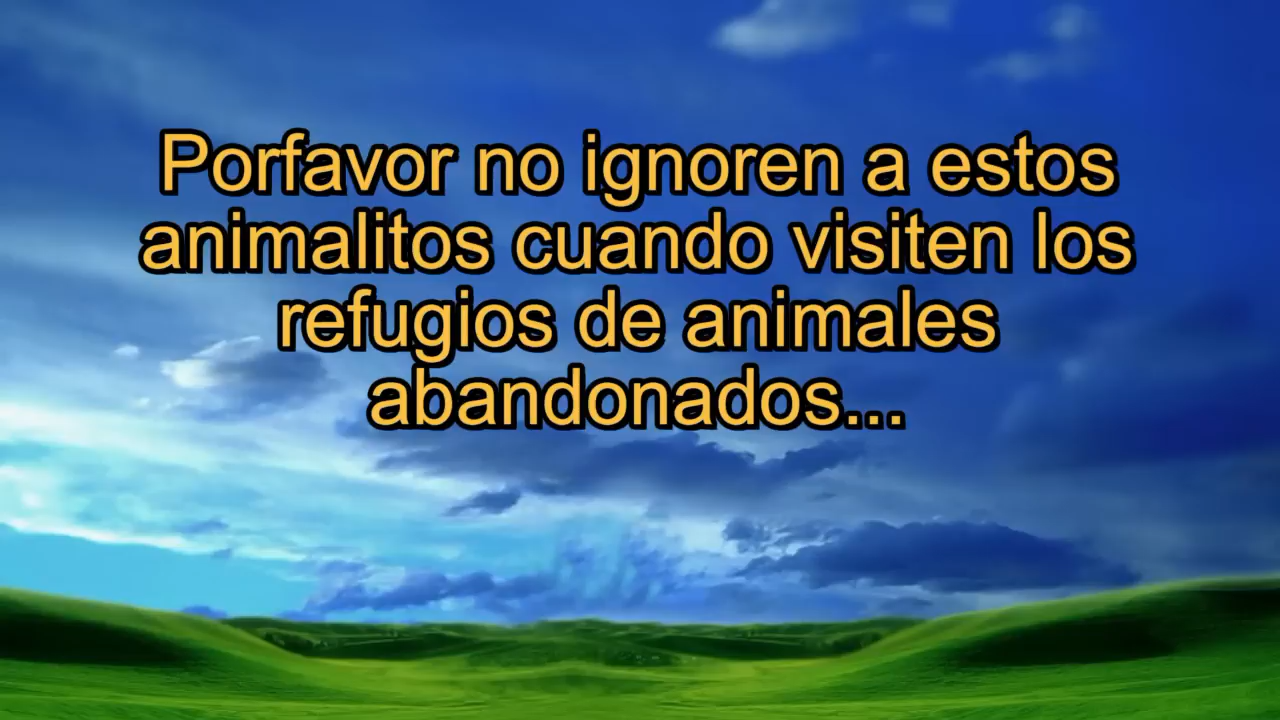 Porfavor no ignoren a estos
animalitos cuando visiten los
refugios de animales
abandonados...